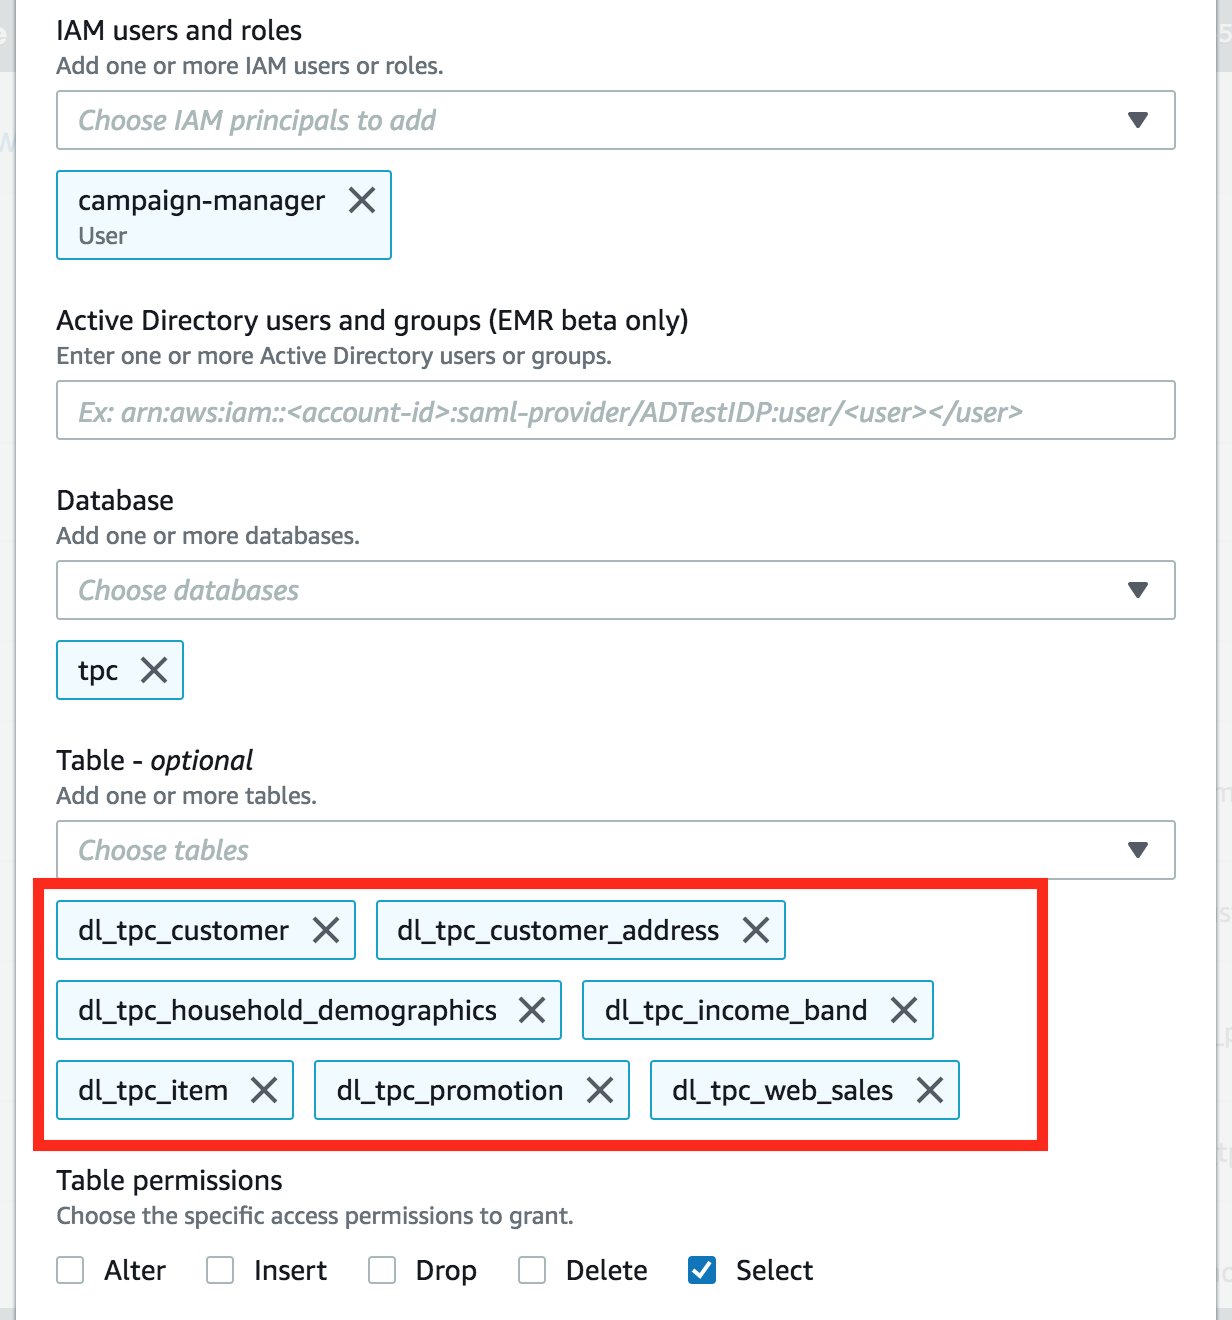 IAM users and roles
Add one or more IAM users or roles.
Choose IAM principals to add
campaign-manager
User
Active Directory users and groups (EMR beta only)
Enter one or more Active Directory users or groups.
Ex: arn:aws:iam::<account-id>:saml-provider/ADTestIDP:user/<user></user>
Database
Add one or more databases.
Choose databases
tpc
Table - optional
Add one or more tables.
Choose tables
dl_tpc_customer dl_tpc_customer_address
dl_tpc_household_demographics dl_tpc_income_band
dl_tpc_item dl_tpc_promotion dl_tpc_web_sales
Table permissions
Choose the specific access permissions to grant.
Alter Insert Drop Delete Select